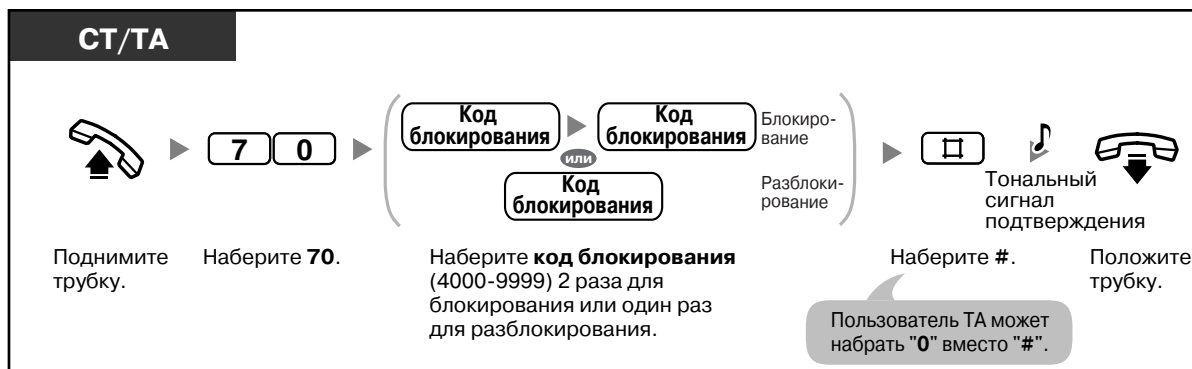 СТ/ТА
7 0
Код
блокирования
Код
блокирования
Блокиро-
вание
или
Код
блокирования
Разблоки-
рование
Тональный
сигнал
подтверждения
Поднимите
трубку.
Наберите 70.
Наберите код блокирования
(4000-9999) 2 раза для
блокирования или один раз
для разблокирования.
Наберите #.
Положите
трубку.
Пользователь ТА может
набрать "0" вместо "#".